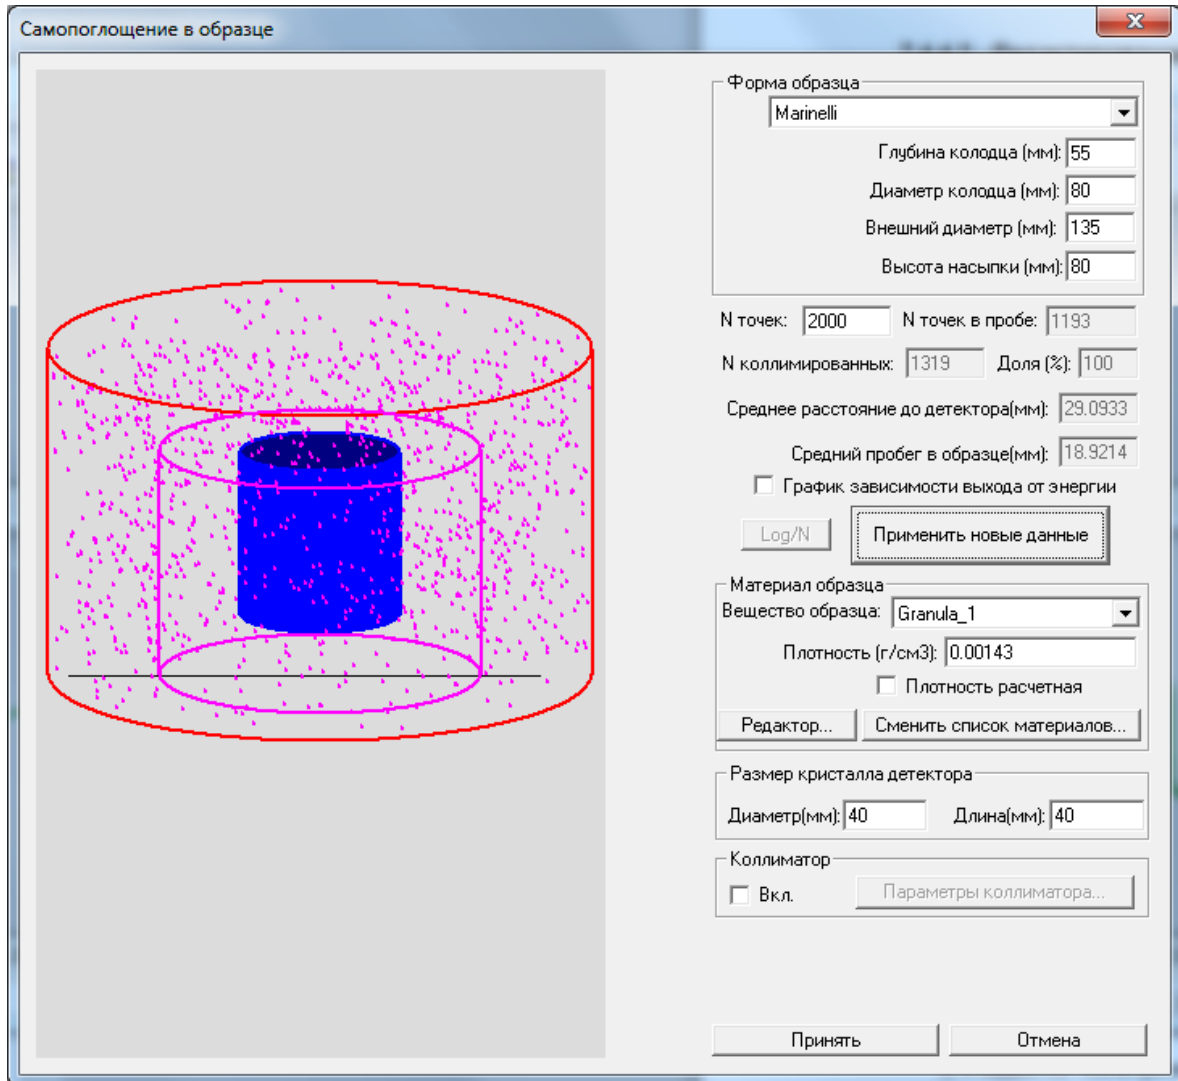 Самопоглощение в образце
Форма образца
Marinelli
Глубина колодца (мм): 55
Диаметр колодца (мм): 80
Внешний диаметр (мм): 135
Высота насыпки (мм): 80
N точек: 2000 N точек в пробе: 1193
N коллимированных: 1319 Доля (%): 100
Среднее расстояние до детектора(мм): 29.0933
Средний пробег в образце(мм): 18.9214
График зависимости выхода от энергии
Log/N Применить новые данные
Материал образца
Вещество образца: Granula_1
Плотность (г/см3): 0.00143
Плотность расчетная
Редактор... Сменить список материалов...
Размер кристалла детектора
Диаметр(мм): 40 Длина(мм): 40
Коллиматор
Вкл. Параметры коллиматора...
Принять Отмена